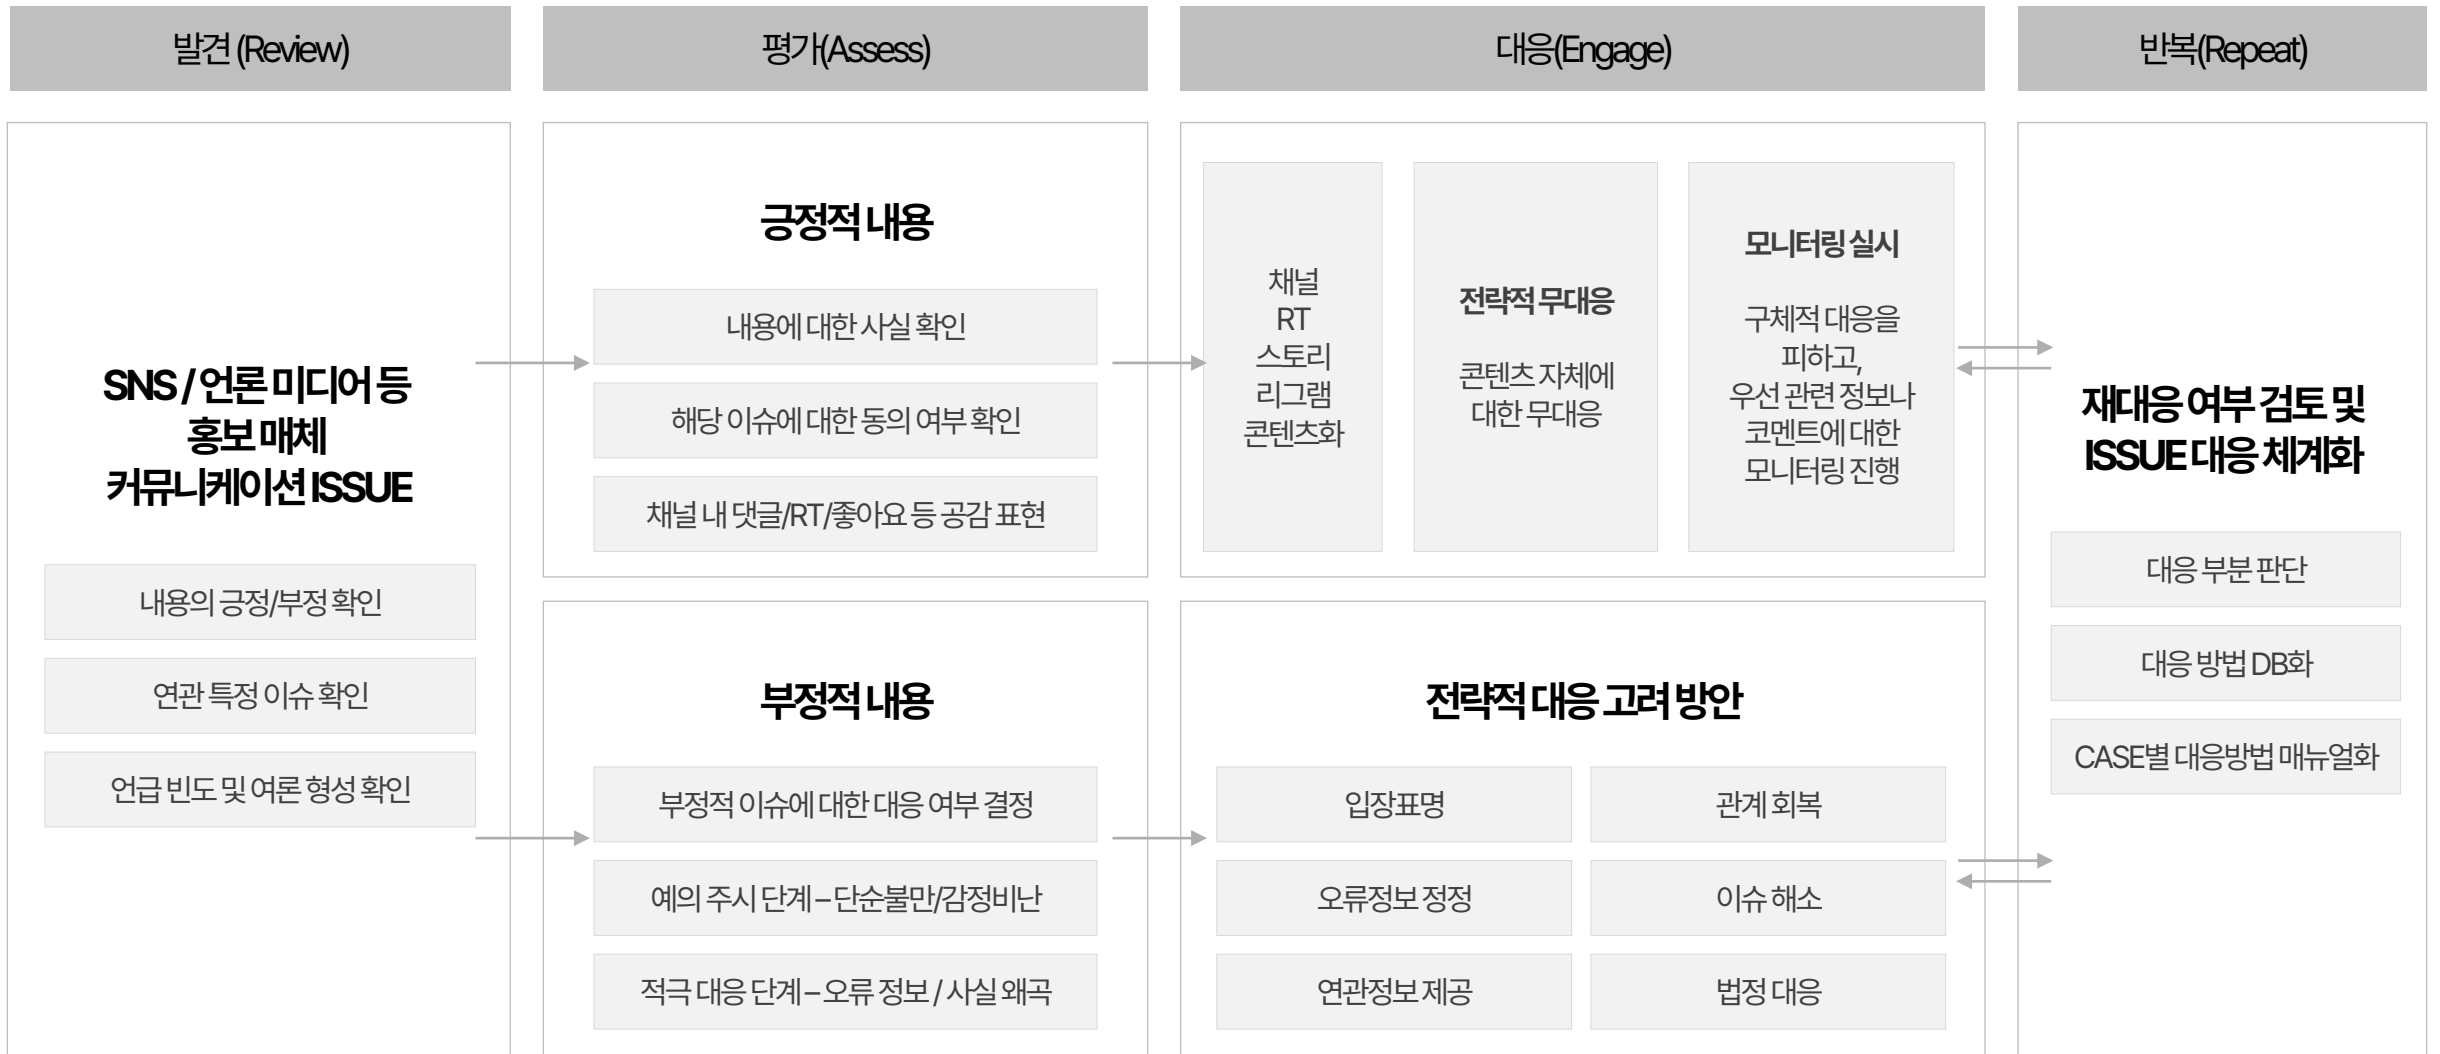 발견 (Review)
평가(Assess)
대응(Engage)
반복(Repeat)
SNS / 언론 미디어 등
홍보 매체
커뮤니케이션 ISSUE
내용의 긍정/부정 확인
연관 특정 이슈 확인
언급 빈도 및 여론 형성 확인
긍정적 내용
내용에 대한 사실 확인
해당 이슈에 대한 동의 여부 확인
채널 내 댓글/RT/좋아요 등 공감 표현
부정적 내용
부정적 이슈에 대한 대응 여부 결정
예의 주시 단계 – 단순불만/감정비난
적극 대응 단계 – 오류 정보 / 사실 왜곡
채널
RT
스토리
리그램
콘텐츠화
전략적 무대응
콘텐츠 자체에
대한 무대응
모니터링 실시
구체적 대응을
피하고,
우선 관련 정보나
코멘트에 대한
모니터링 진행
전략적 대응 고려 방안
입장표명
관계 회복
오류정보 정정
이슈 해소
연관정보 제공
법정 대응
재대응 여부 검토 및
ISSUE 대응 체계화
대응 부분 판단
대응 방법 DB화
CASE별 대응방법 매뉴얼화